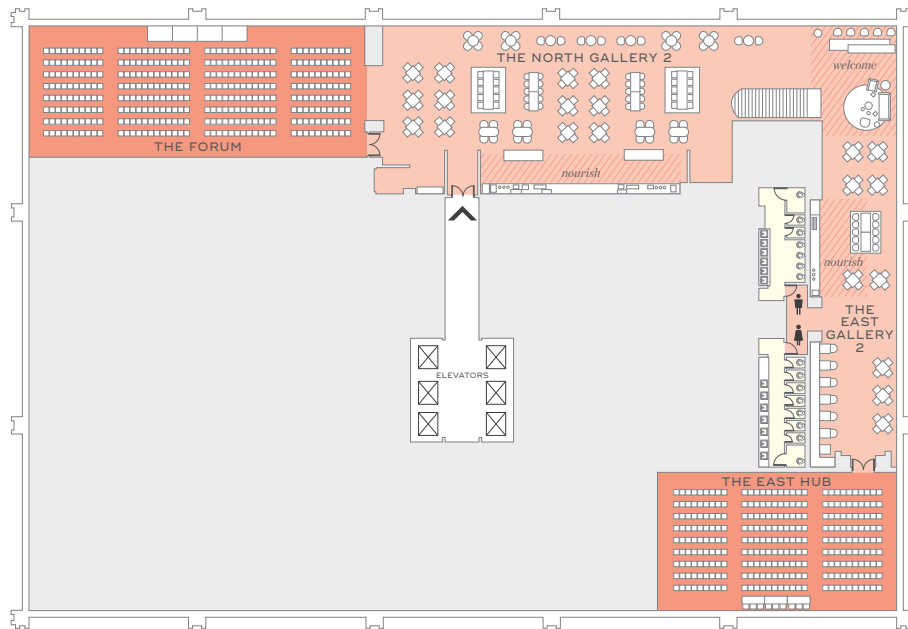 THE NORTH GALLERY 2
welcome
THE FORUM
nourish
nourish
THE
EAST
GALLERY
2
ELEVATORS
THE EAST HUB